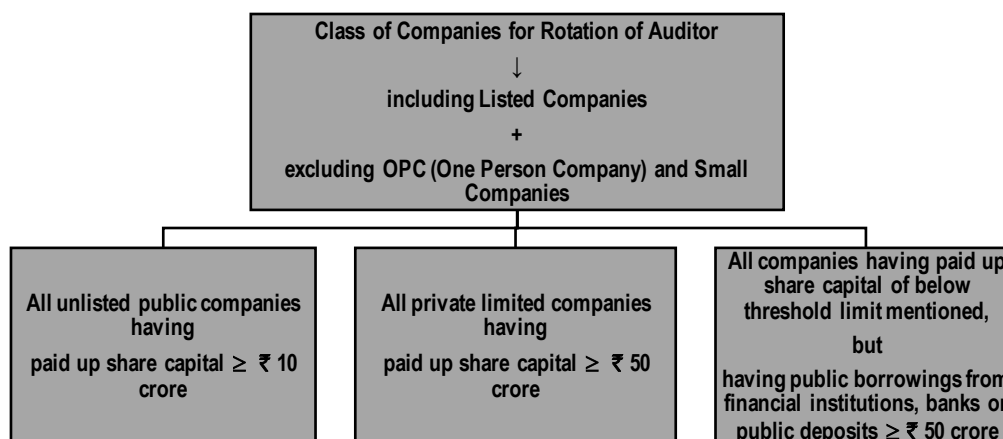 Class of Companies for Rotation of Auditor
↓
including Listed Companies
+
excluding OPC (One Person Company) and Small
Companies
All unlisted public companies
having
paid up share capital ≥ ₹ 10
crore
All private limited companies
having
paid up share capital ≥ ₹ 50
crore
All companies having paid up
share capital of below
threshold limit mentioned,
but
having public borrowings from
financial institutions, banks or
public deposits ≥ ₹ 50 crore